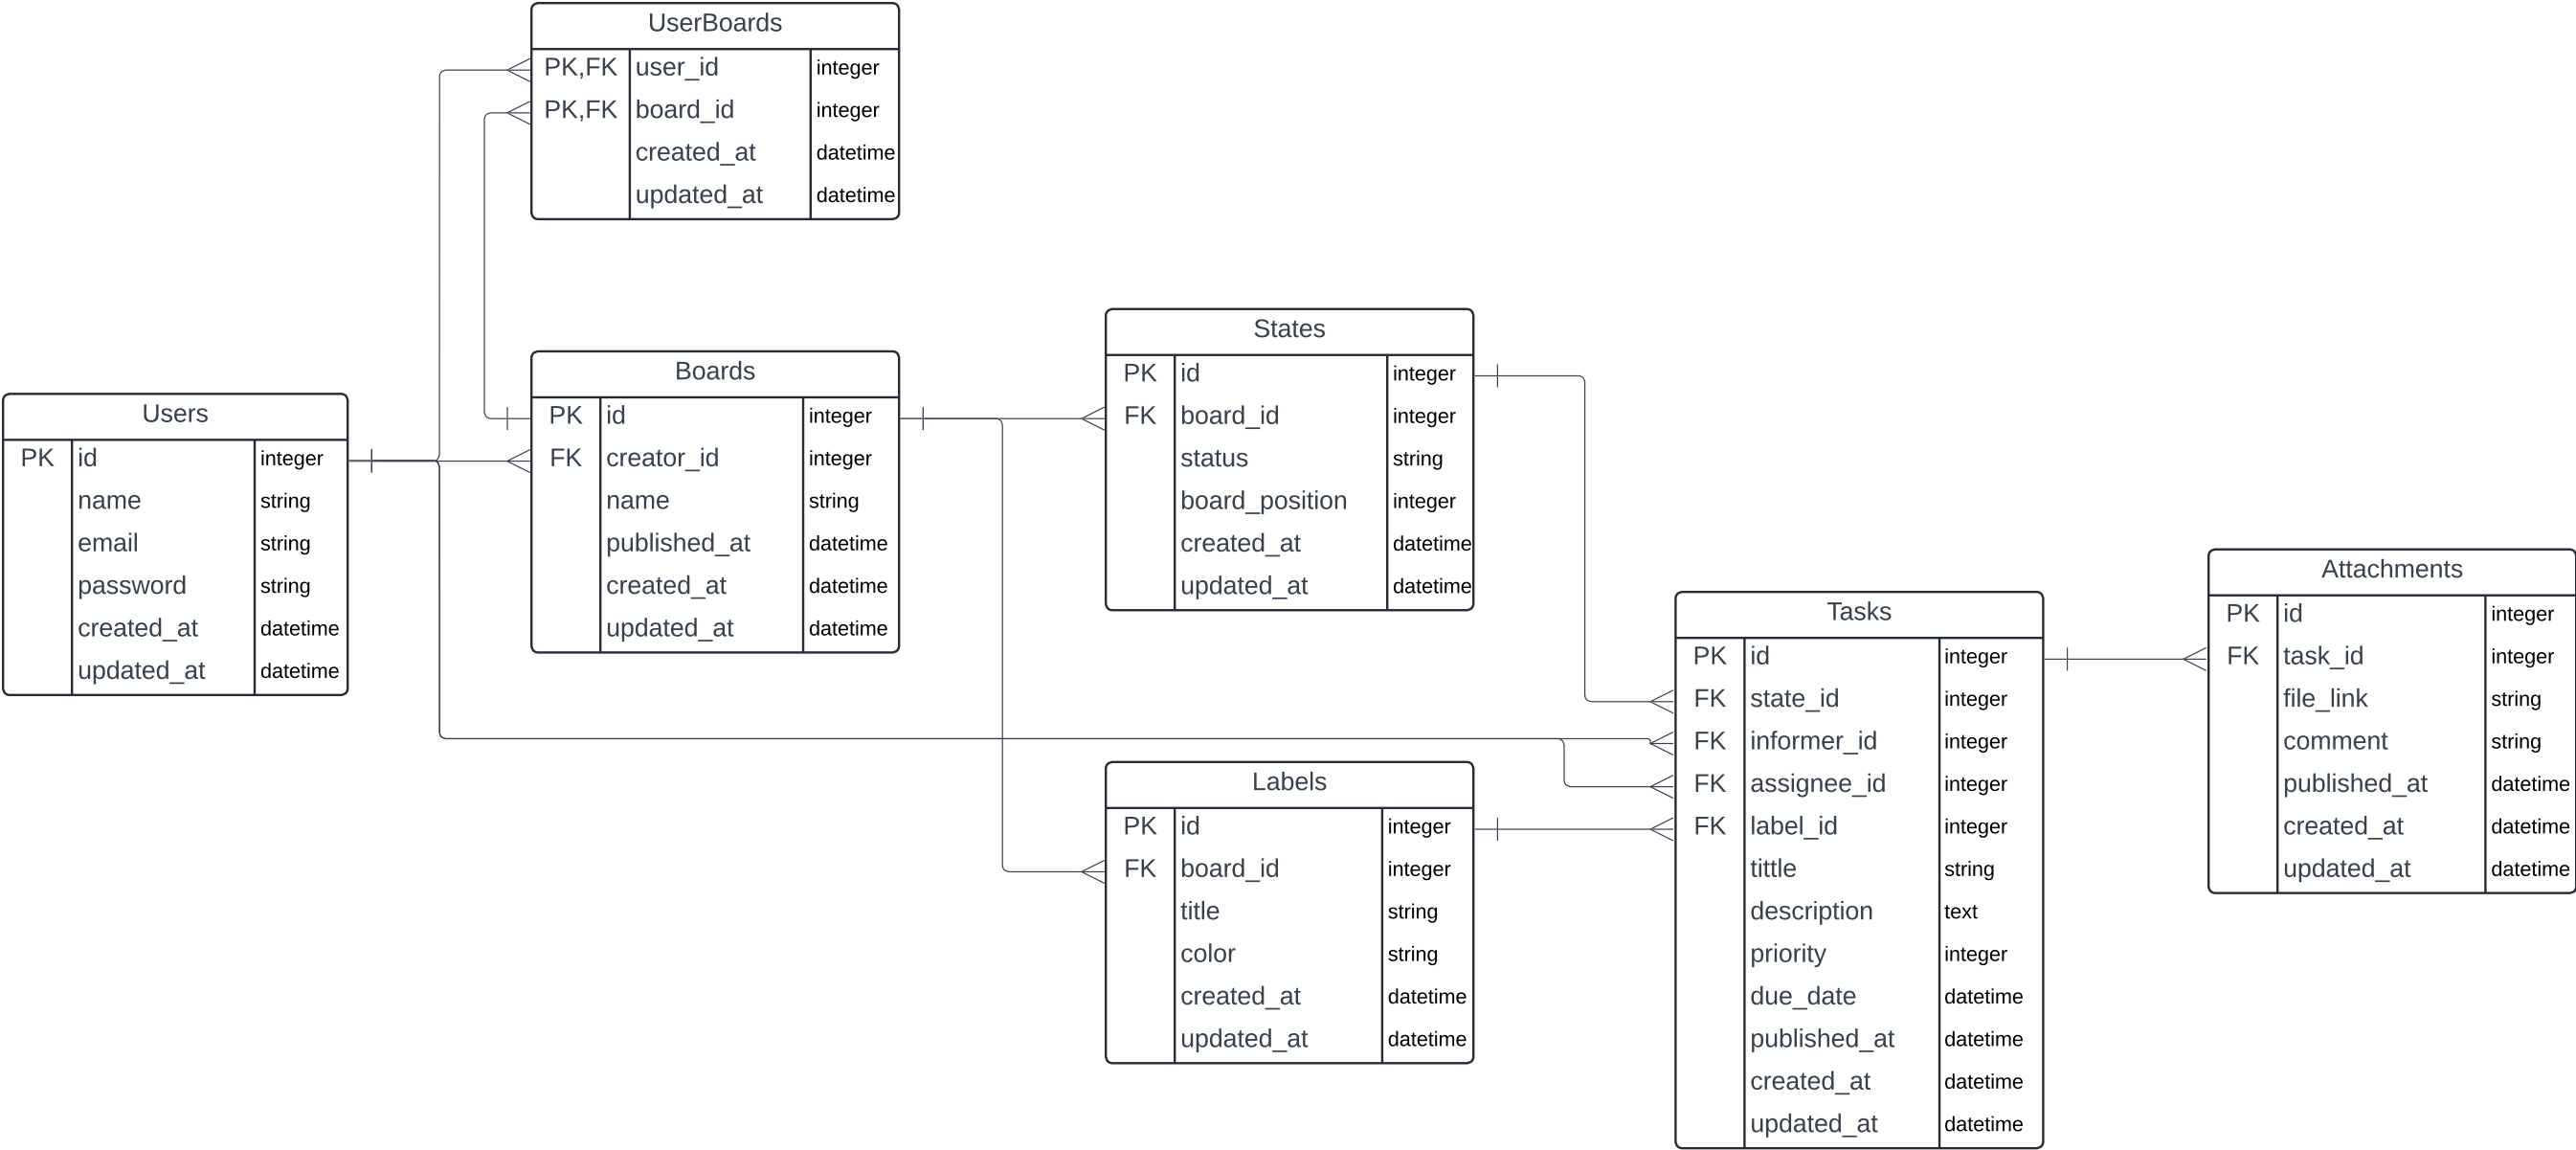 UserBoards
PK,FK user_id integer
PK,FK board_id integer
created_at datetime
updated_at datetime
Users
PK id integer
name string
email string
password string
created_at datetime
updated_at datetime
Boards
PK id integer
FK creator_id integer
name string
published_at datetime
created_at datetime
updated_at datetime
States
PK id integer
FK board_id integer
status string
board_position integer
created_at datetime
updated_at datetime
Labels
PK id integer
FK board_id integer
title string
color string
created_at datetime
updated_at datetime
Tasks
PK id integer
FK state_id integer
FK informer_id integer
FK assignee_id integer
FK label_id integer
tittle string
description text
priority integer
due_date datetime
published_at datetime
created_at datetime
updated_at datetime
Attachments
PK id integer
FK task_id integer
file_link string
comment string
published_at datetime
created_at datetime
updated_at datetime